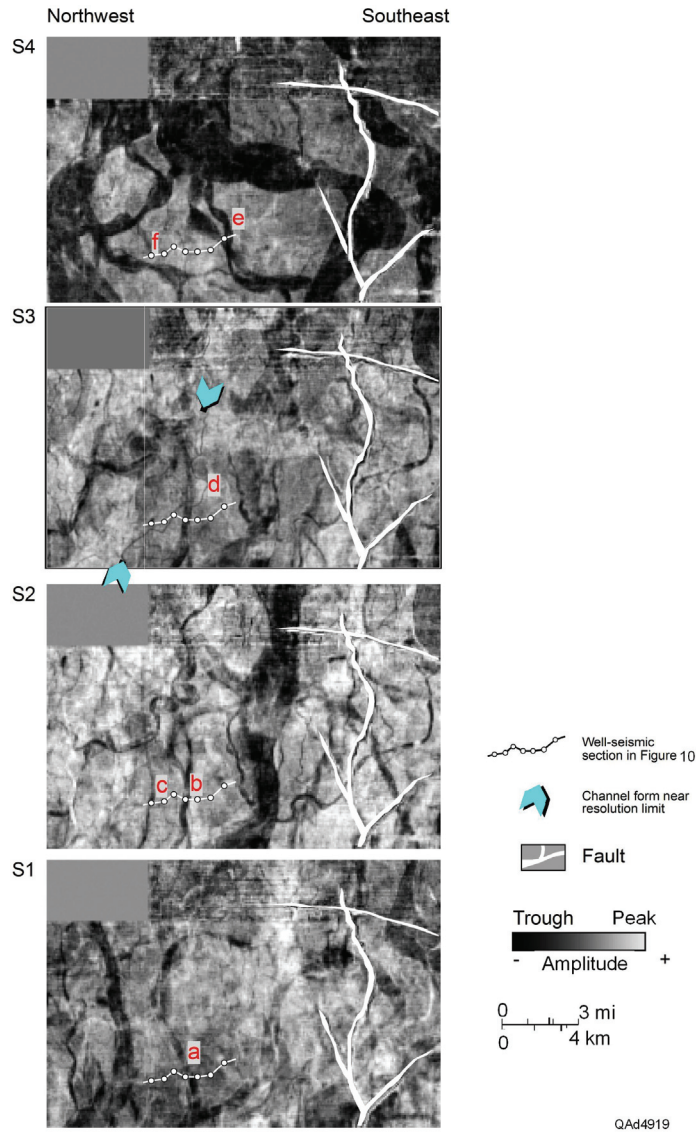 Northwest
Southeast
S4
e
f
S3
d
S2
c
b
S1
a
Well-seismic
section in Figure 10
Channel form near
resolution limit
Fault
Trough Peak
- Amplitude +
0 3 mi
0 4 km
QAd4919